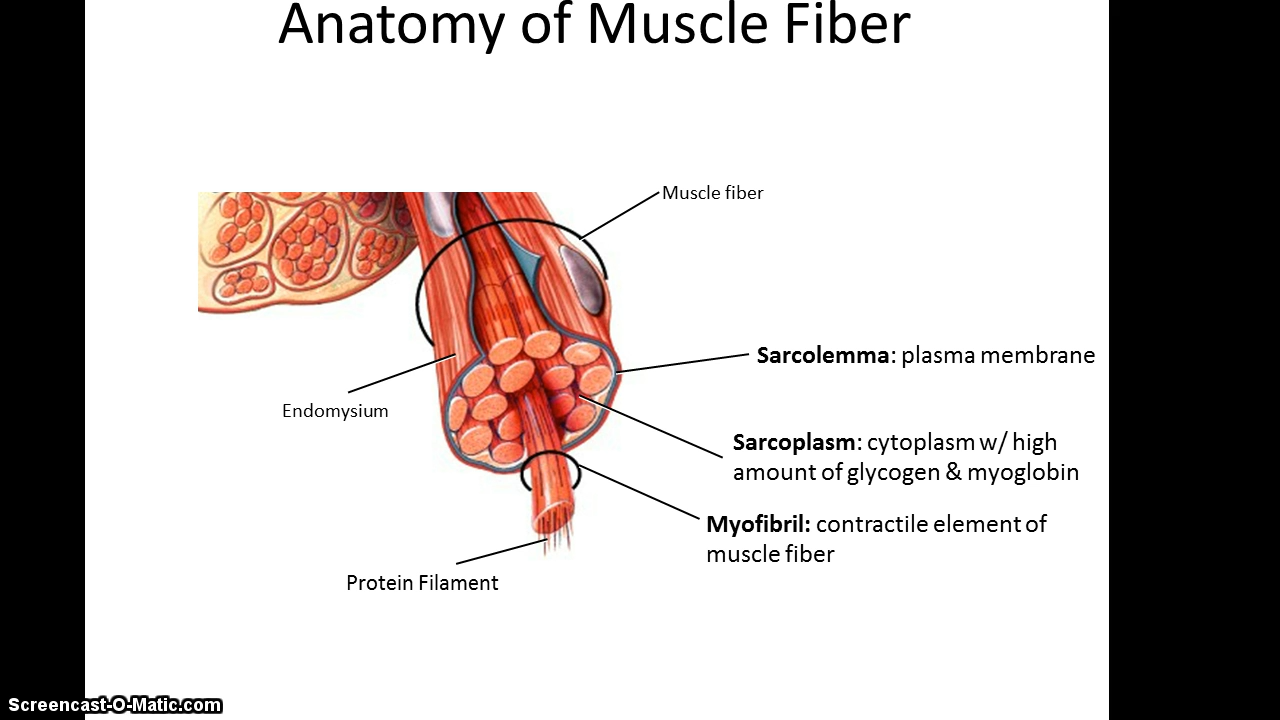 Anatomy of Muscle Fiber
Muscle fiber
Sarcolemma: plasma membrane
Endomysium
Sarcoplasm: cytoplasm w/ high
amount of glycogen & myoglobin
Myofibril: contractile element of
muscle fiber
Protein Filament
Screencast-O-Matic.com